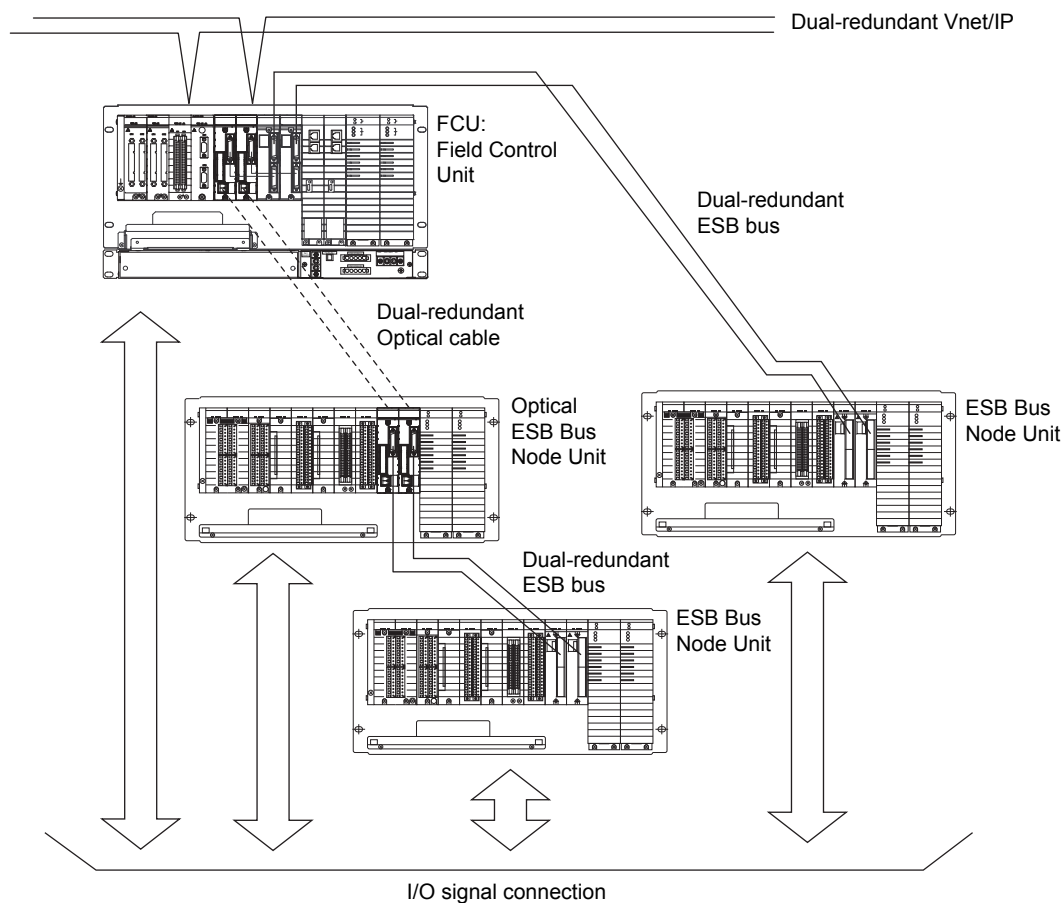 Dual-redundant Vnet/IP
FCU:
Field Control
Unit
Dual-redundant
ESB bus
Dual-redundant
Optical cable
Optical
ESB Bus
Node Unit
ESB Bus
Node Unit
Dual-redundant
ESB bus
ESB Bus
Node Unit
I/O signal connection